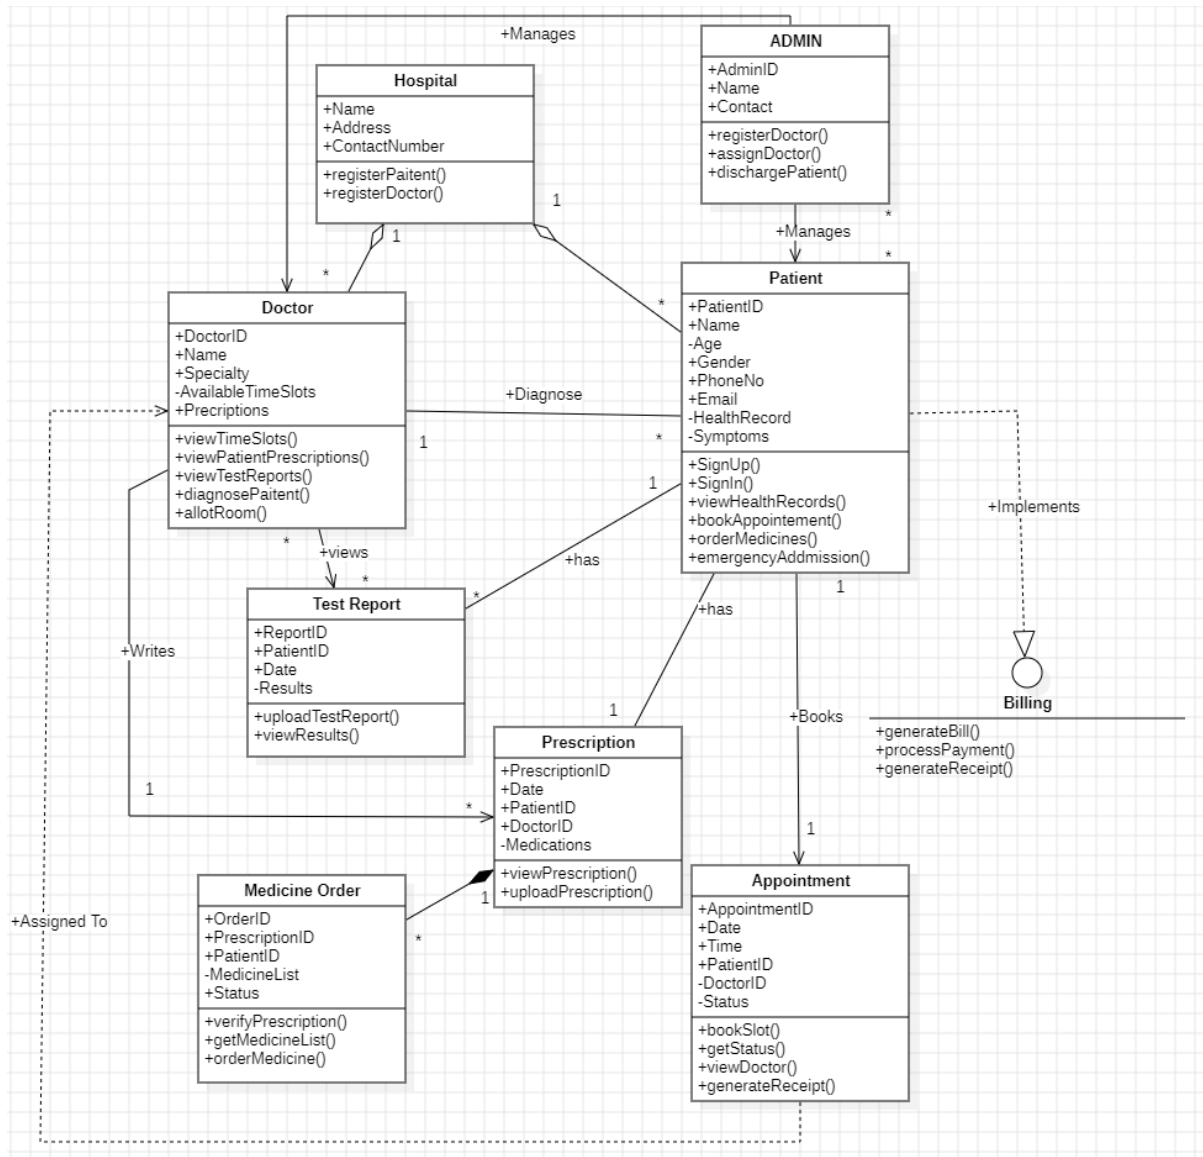 +Manages
ADMIN
+AdminID
+Name
+Contact
+registerDoctor()
+assignDoctor()
+dischargePatient()
Hospital
+Name
+Address
+ContactNumber
+registerPaitent()
+registerDoctor()
1
1
*
*
*
+Manages
*
Doctor
+DoctorID
+Name
+Specialty
-AvailableTimeSlots
+Precriptions
+viewTimeSlots()
+viewPatientPrescriptions()
+viewTestReports()
+diagnosePaitent()
+allotRoom()
Patient
+PatientID
+Name
-Age
+Gender
+PhoneNo
+Email
-HealthRecord
-Symptoms
+SignUp()
+SignIn()
+viewHealthRecords()
+bookAppointement()
+orderMedicines()
+emergencyAddmission()
+Diagnose
1
*
1
+has
*
*
+views
*
+Implements
Test Report
+ReportID
+PatientID
+Date
-Results
+uploadTestReport()
+viewResults()
+has
1
1
+Books
1
Billing
+generateBill()
+processPayment()
+generateReceipt()
+Writes
1
*
Prescription
+PrescriptionID
+Date
+PatientID
+DoctorID
-Medications
+viewPrescription()
+uploadPrescription()
1
*
Medicine Order
+OrderID
+PrescriptionID
+PatientID
-MedicineList
+Status
+verifyPrescription()
+getMedicineList()
+orderMedicine()
Appointment
+AppointmentID
+Date
+Time
+PatientID
-DoctorID
-Status
+bookSlot()
+getStatus()
+viewDoctor()
+generateReceipt()
+Assigned To